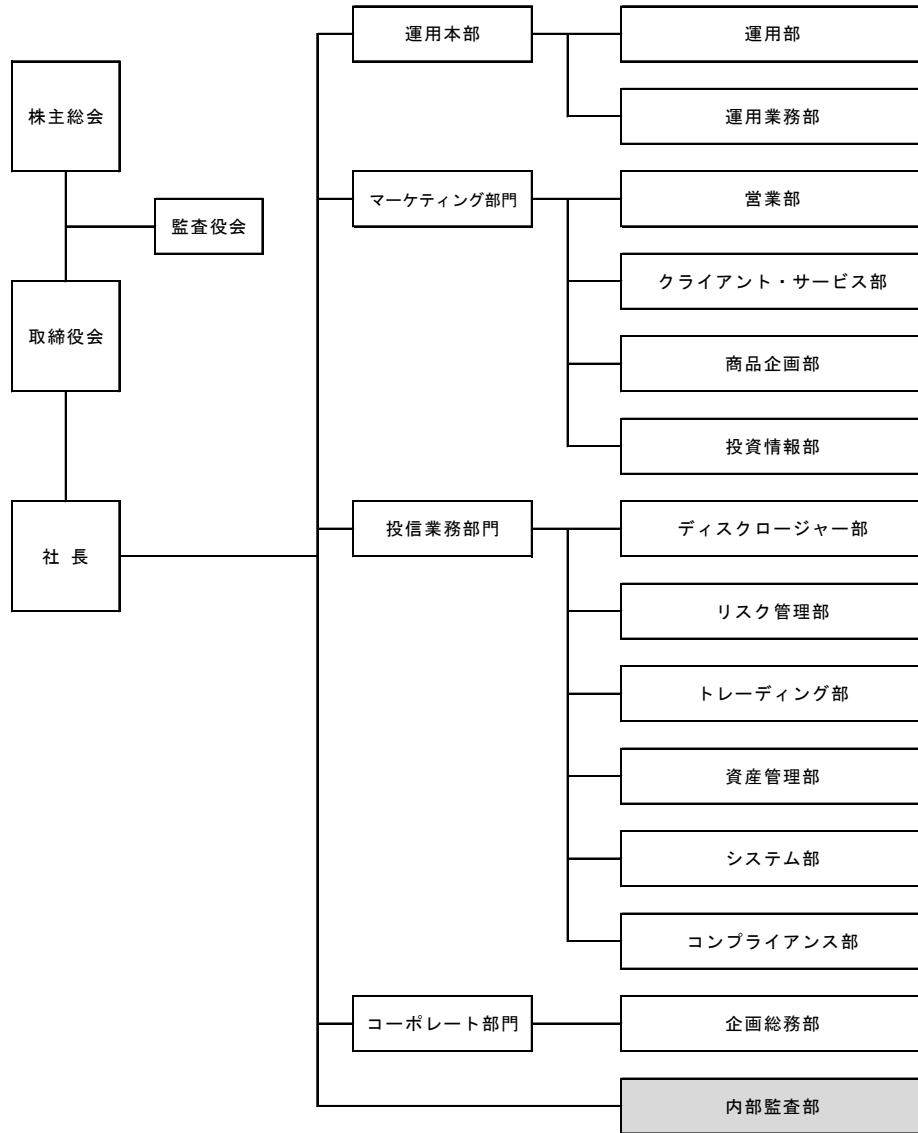 株主総会
監査役会
取締役会
社長
運用本部
運用部
運用業務部
マーケティング部門
営業部
クライアント・サービス部
商品企画部
投資情報部
投信業務部門
ディスクロージャー部
リスク管理部
トレーディング部
資産管理部
システム部
コンプライアンス部
コーポレート部門
企画総務部
内部監査部